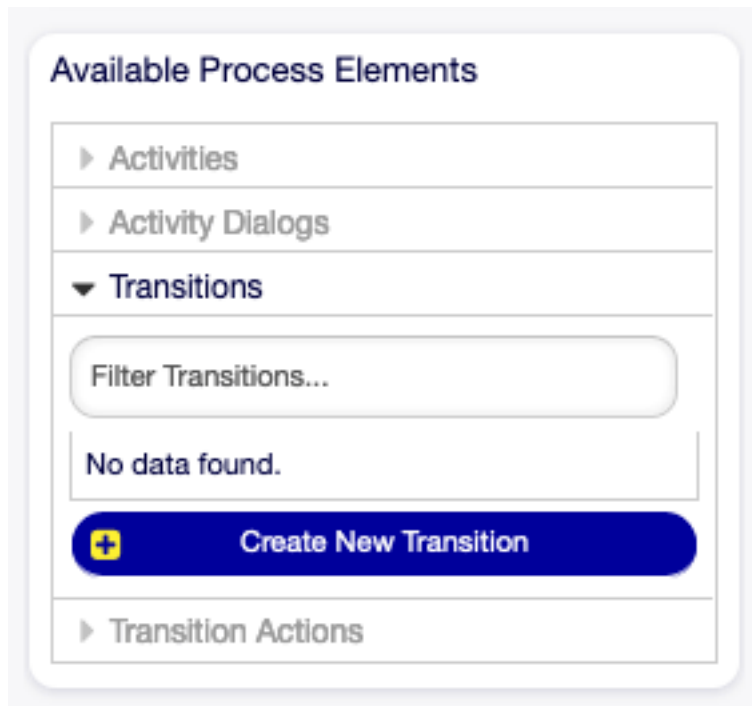 Available Process Elements
Activities
Activity Dialogs
Transitions
Filter Transitions...
No data found.
Create New Transition
Transition Actions